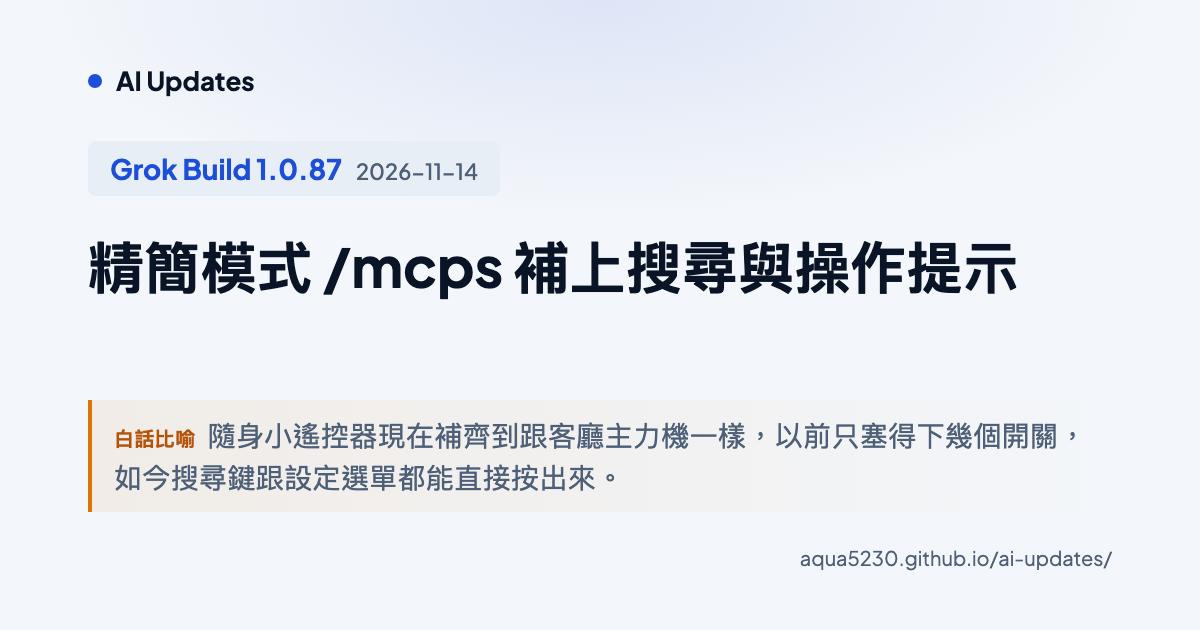 AI Updates
Grok Build 1.0.87 2026-11-14
精簡模式 /mcps 補上搜尋與操作提示
白話比喻 隨身小遙控器現在補齊到跟客廳主力機一樣，以前只塞得下幾個開關，
如今搜尋鍵跟設定選單都能直接按出來。
aqua5230.github.io/ai-updates/